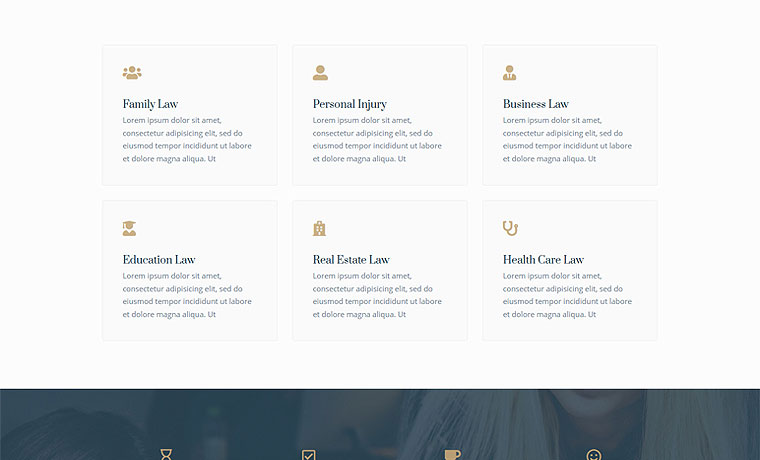 Family Law
Lorem ipsum dolor sit amet,
consectetur adipisicing elit, sed do
eiusmod tempor incididunt ut labore
et dolore magna aliqua. Ut
Personal Injury
Lorem ipsum dolor sit amet,
consectetur adipisicing elit, sed do
eiusmod tempor incididunt ut labore
et dolore magna aliqua. Ut
Business Law
Lorem ipsum dolor sit amet,
consectetur adipisicing elit, sed do
eiusmod tempor incididunt ut labore
et dolore magna aliqua. Ut
Education Law
Lorem ipsum dolor sit amet,
consectetur adipisicing elit, sed do
eiusmod tempor incididunt ut labore
et dolore magna aliqua. Ut
Real Estate Law
Lorem ipsum dolor sit amet,
consectetur adipisicing elit, sed do
eiusmod tempor incididunt ut labore
et dolore magna aliqua. Ut
Health Care Law
Lorem ipsum dolor sit amet,
consectetur adipisicing elit, sed do
eiusmod tempor incididunt ut labore
et dolore magna aliqua. Ut